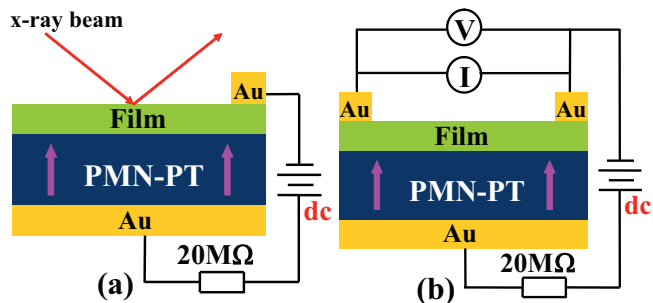 x-ray beam
Au
Film
PMN-PT
dc
Au
20MΩ
(a)
V
I
Au
Au
Film
PMN-PT
dc
Au
20MΩ
(b)